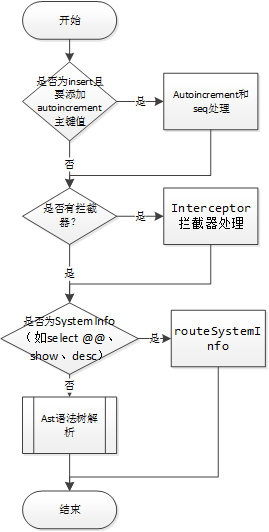 开始
是否为insert且
要添加
autoincrement
主键值
是
Autoincrement和
seq处理
否
是否有拦截
器?
是
Interceptor
拦截器处理
是
是否为SystemInfo
(如select @@、
show、desc)
是
routeSystemI
nfo
否
Ast语法树解
析
结束